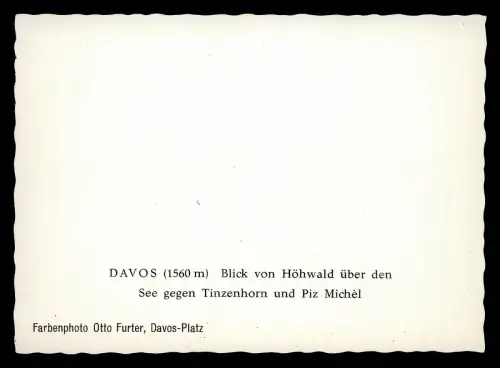 DAVOS (1560 m) Blick von Höhwald über den
See gegen Tinzenhorn und Piz Michèl
Farbenphoto Otto Furter, Davos-Platz